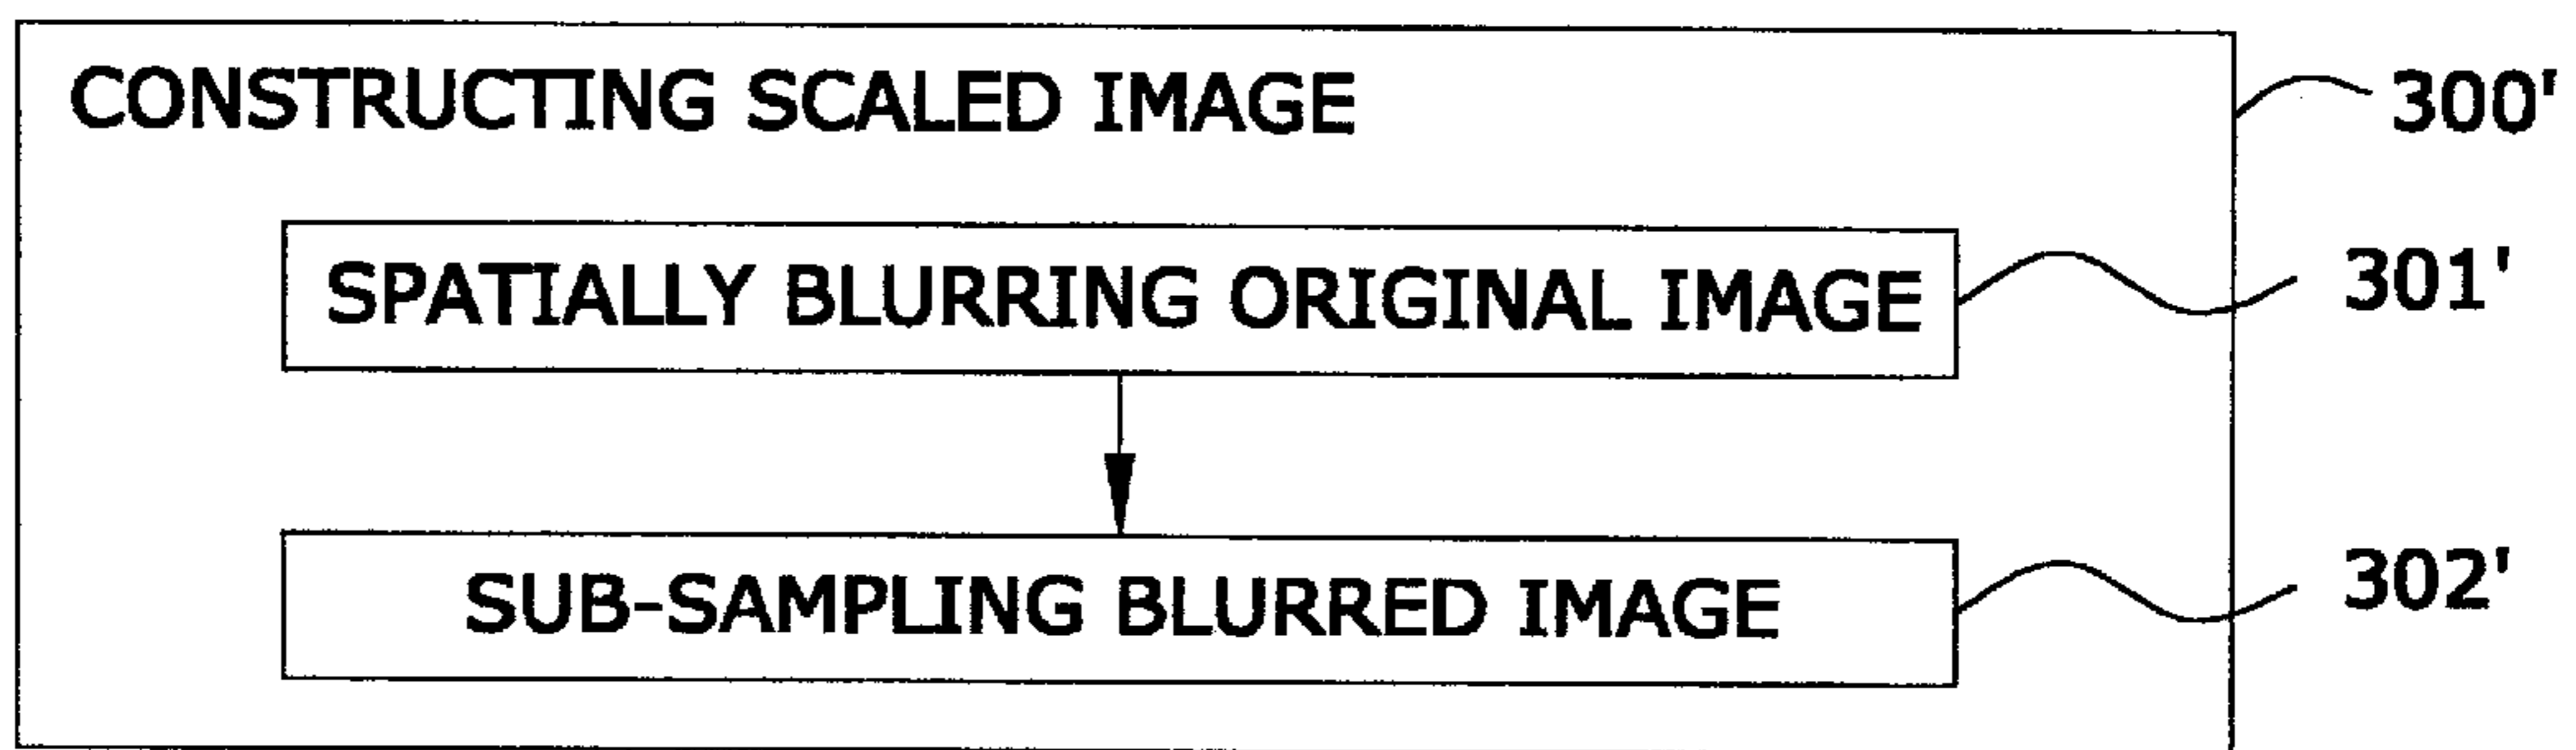 CONSTRUCTING SCALED IMAGE
300'
SPATIALLY BLURRING ORIGINAL IMAGE
301'
SUB-SAMPLING BLURRED IMAGE
302'